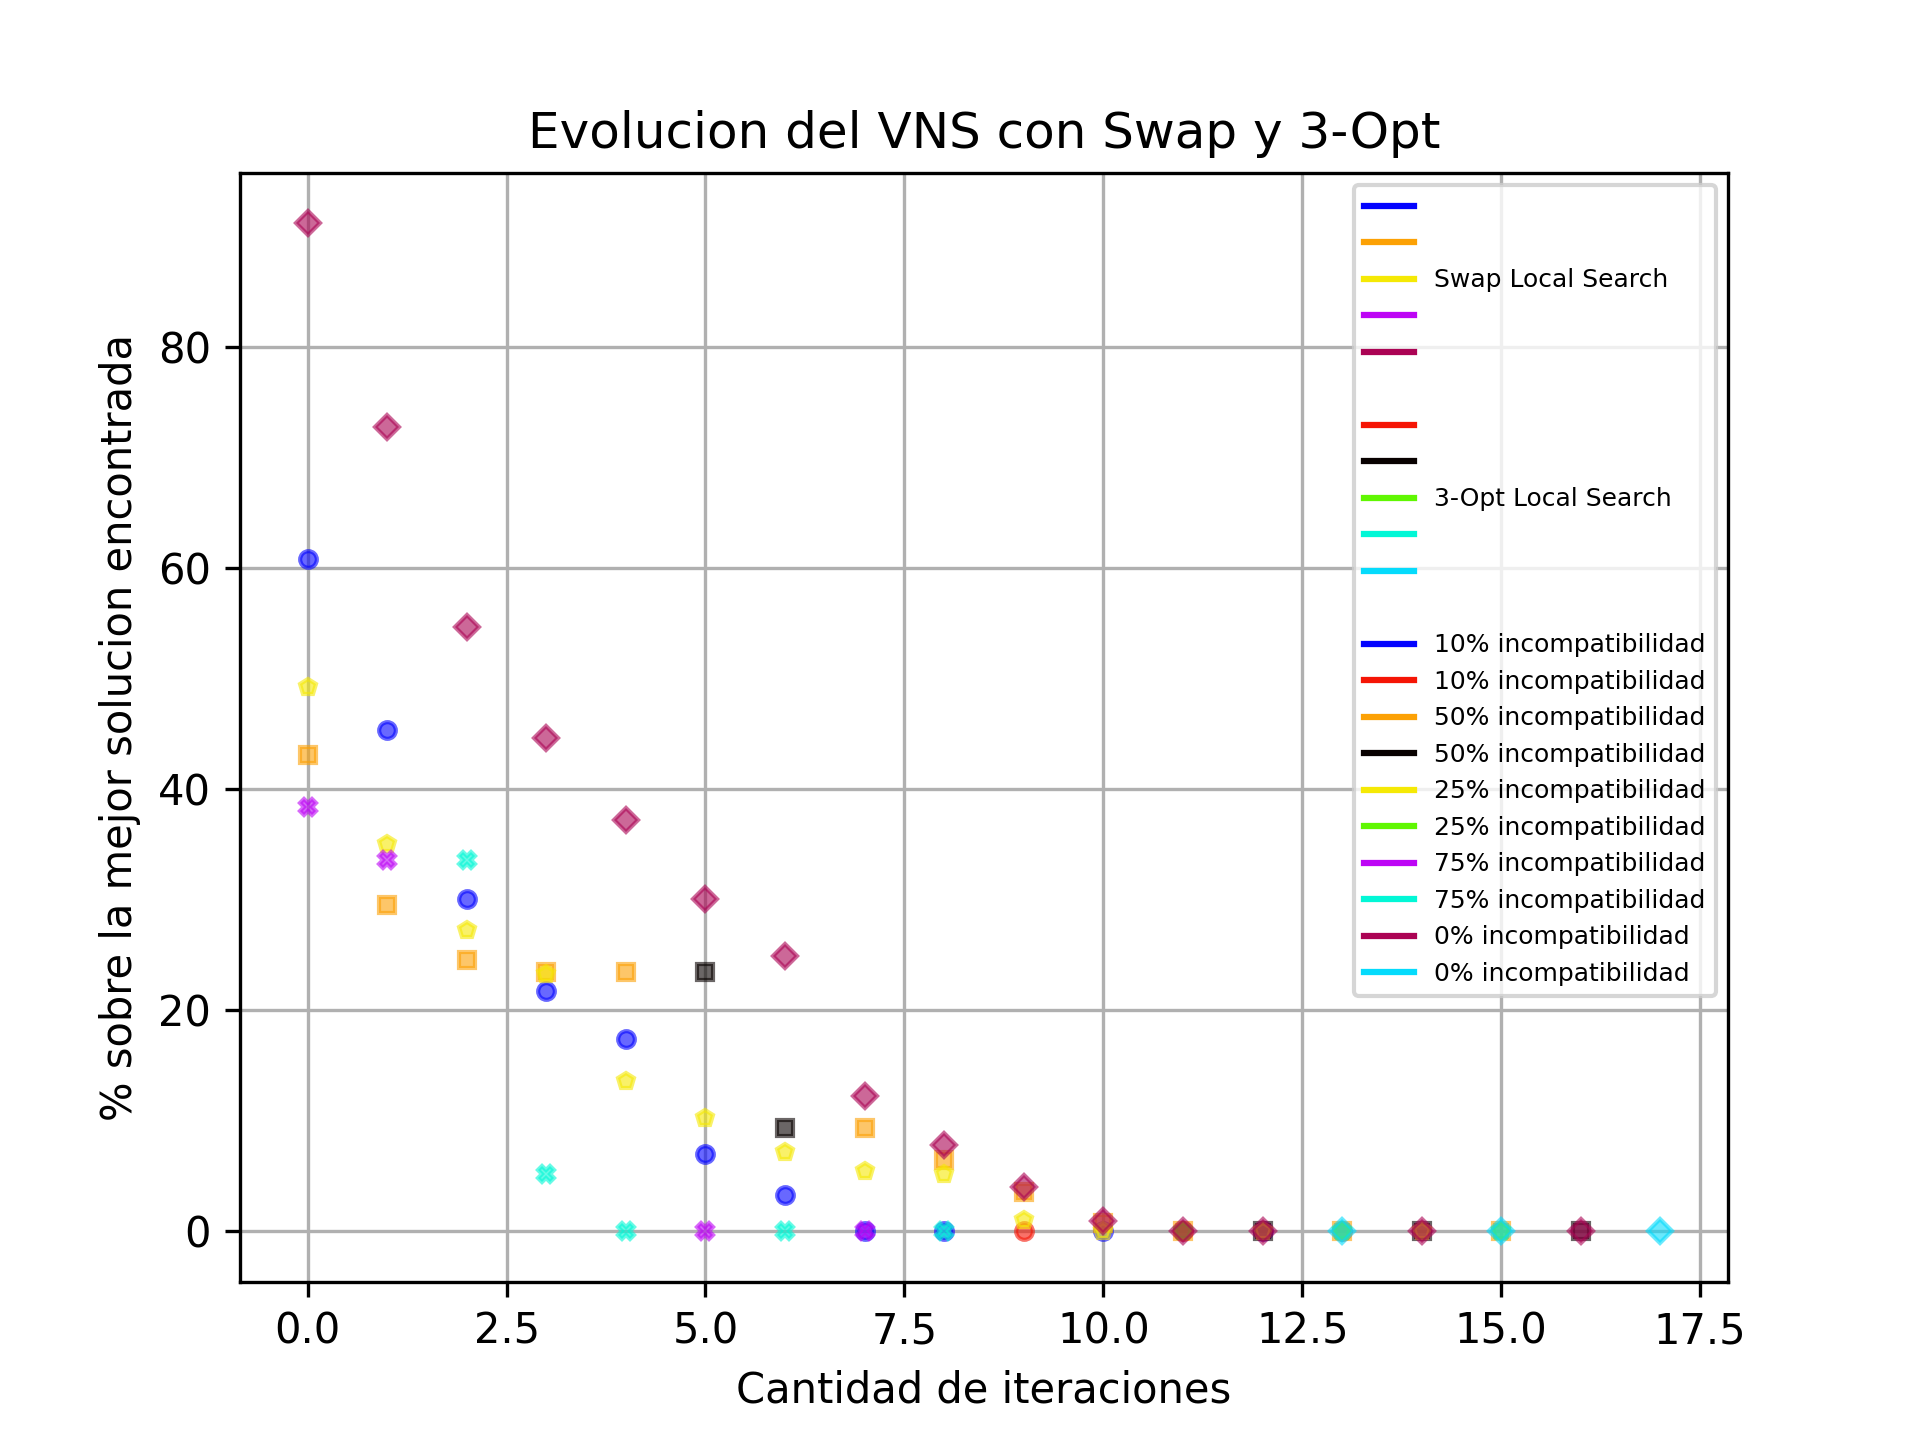 Evolucion del VNS con Swap y 3-Opt
% sobre la mejor solucion encontrada
80
60
40
20
0
Swap Local Search
3-Opt Local Search
10% incompatibilidad
10% incompatibilidad
50% incompatibilidad
50% incompatibilidad
25% incompatibilidad
25% incompatibilidad
75% incompatibilidad
75% incompatibilidad
0% incompatibilidad
0% incompatibilidad
0.0 2.5 5.0 7.5 10.0 12.5 15.0 17.5
Cantidad de iteraciones